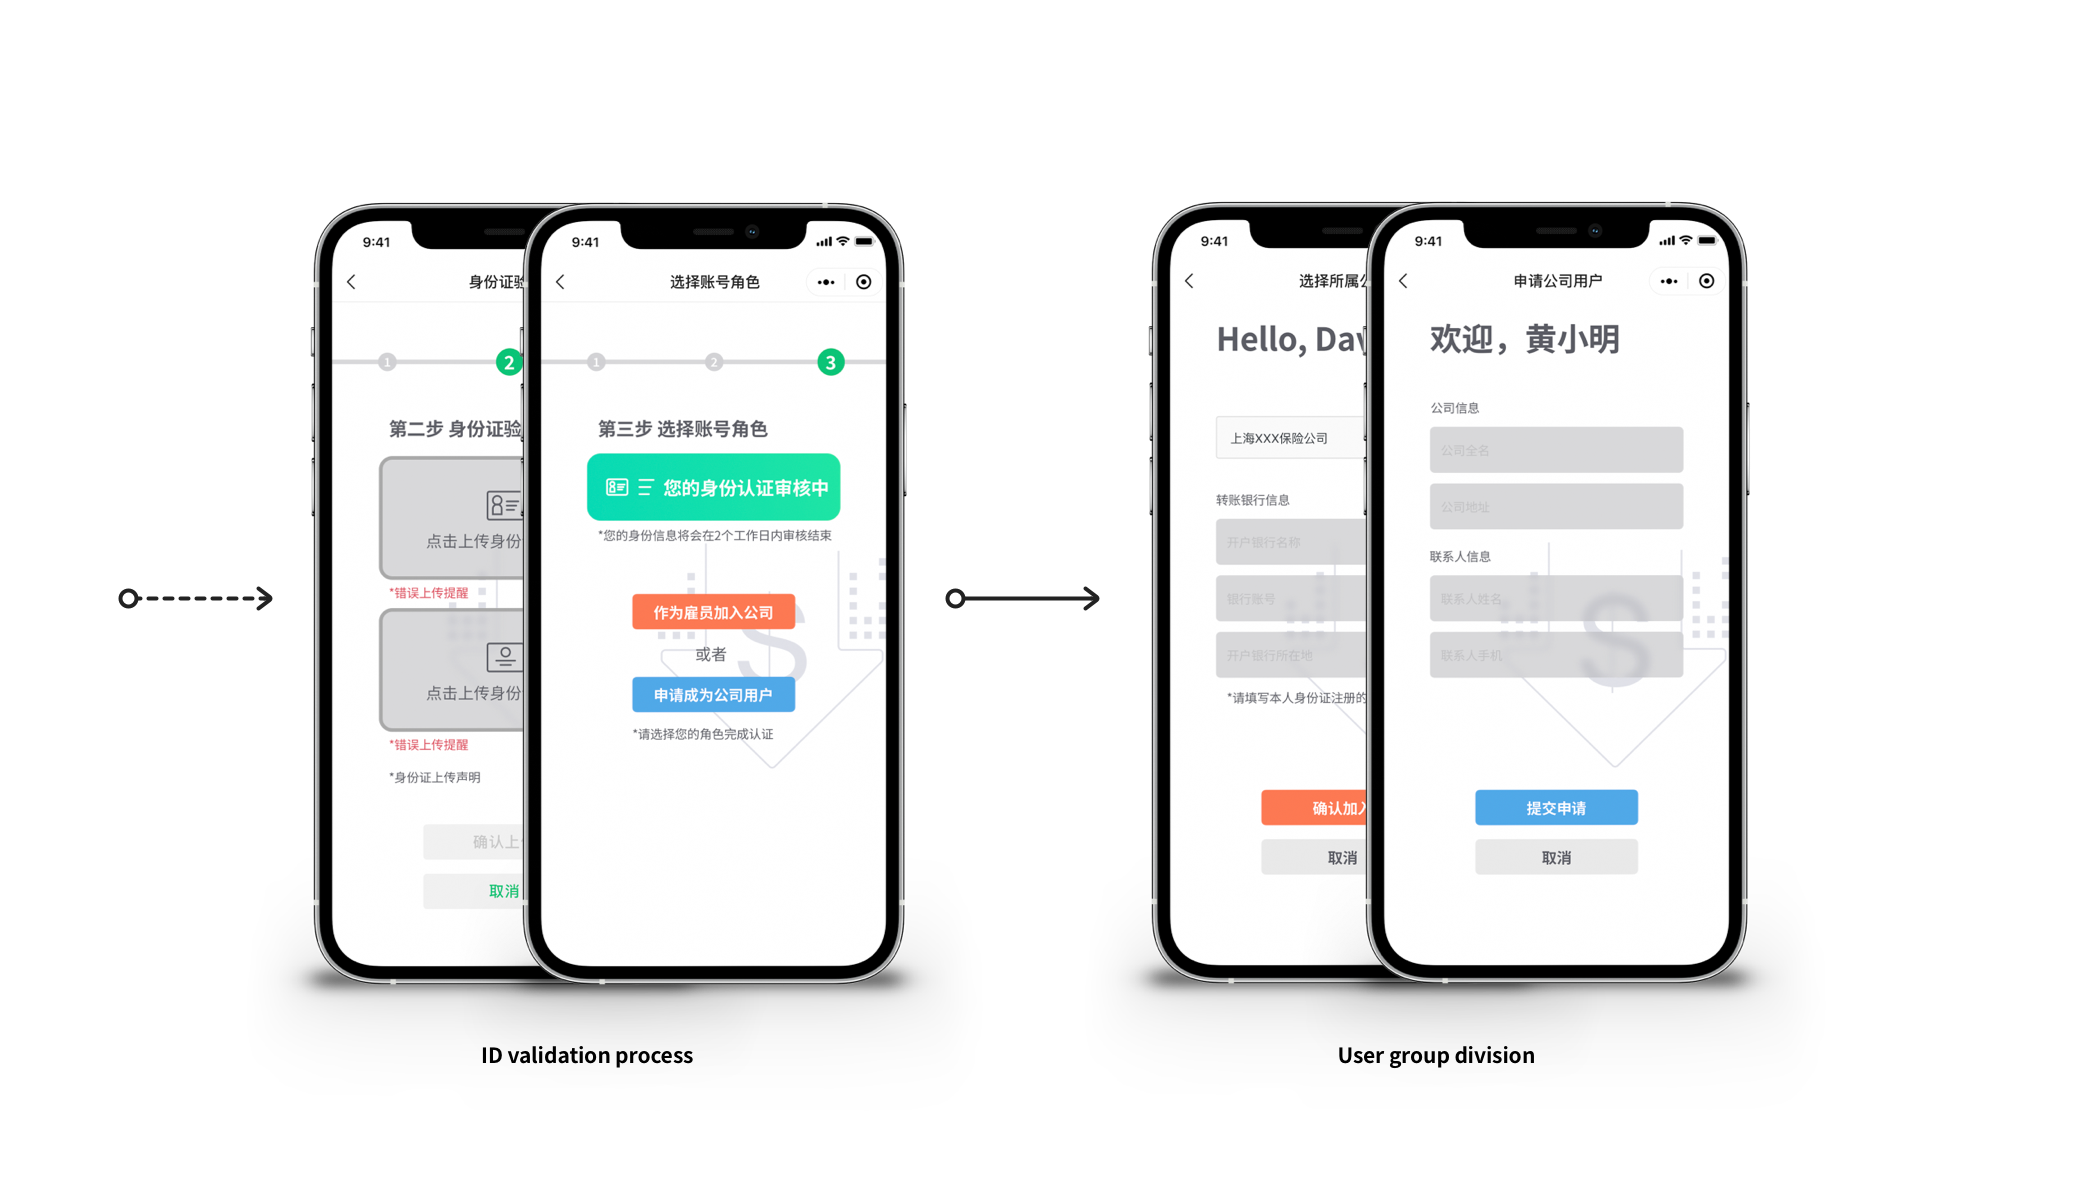 9:41
身份证验
1
2
第二步 身份证验
点击上传身份
*错误上传提醒
点击上传身份
*错误上传提醒
*身份证上传声明
确认上
取消
9:41
选择账号角色
1
2
3
第三步 选择账号角色
您的身份认证审核中
*您的身份信息将会在2个工作日内审核结束
作为雇员加入公司
或者
申请成为公司用户
*请选择您的角色完成认证
ID validation process
9:41
选择所属公
Hello, Dav
上海XXX保险公司
转账银行信息
开户银行名称
银行账号
开户银行所在地
*请填写本人身份证注册的
确认加入
取消
9:41
申请公司用户
欢迎，黄小明
公司信息
公司全名
公司地址
联系人信息
联系人姓名
联系人手机
提交申请
取消
User group division